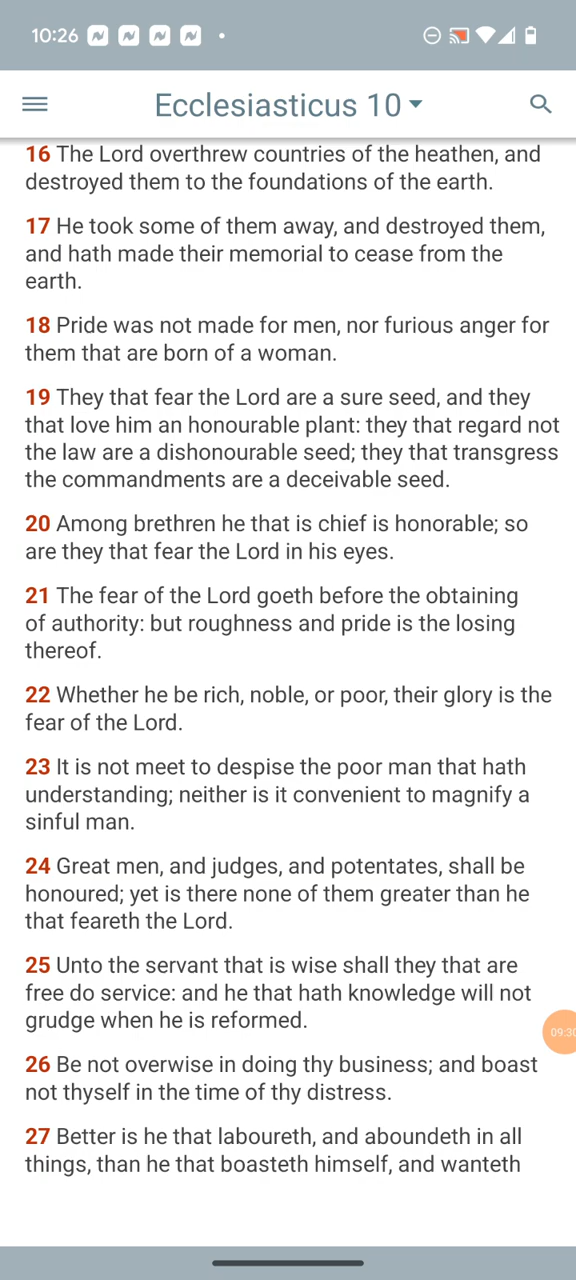 10:26
Ecclesiasticus 10
16 The Lord overthrew countries of the heathen, and
destroyed them to the foundations of the earth.
17 He took some of them away, and destroyed them,
and hath made their memorial to cease from the
earth.
18 Pride was not made for men, nor furious anger for
them that are born of a woman.
19 They that fear the Lord are a sure seed, and they
that love him an honourable plant: they that regard not
the law are a dishonourable seed; they that transgress
the commandments are a deceivable seed.
20 Among brethren he that is chief is honorable; so
are they that fear the Lord in his eyes.
21 The fear of the Lord goeth before the obtaining
of authority: but roughness and pride is the losing
thereof.
22 Whether he be rich, noble, or poor, their glory is the
fear of the Lord.
23 It is not meet to despise the poor man that hath
understanding; neither is it convenient to magnify a
sinful man.
24 Great men, and judges, and potentates, shall be
honoured; yet is there none of them greater than he
that feareth the Lord.
25 Unto the servant that is wise shall they that are
free do service: and he that hath knowledge will not
grudge when he is reformed.
09:30
26 Be not overwise in doing thy business; and boast
not thyself in the time of thy distress.
27 Better is he that laboureth, and aboundeth in all
things, than he that boasteth himself, and wanteth